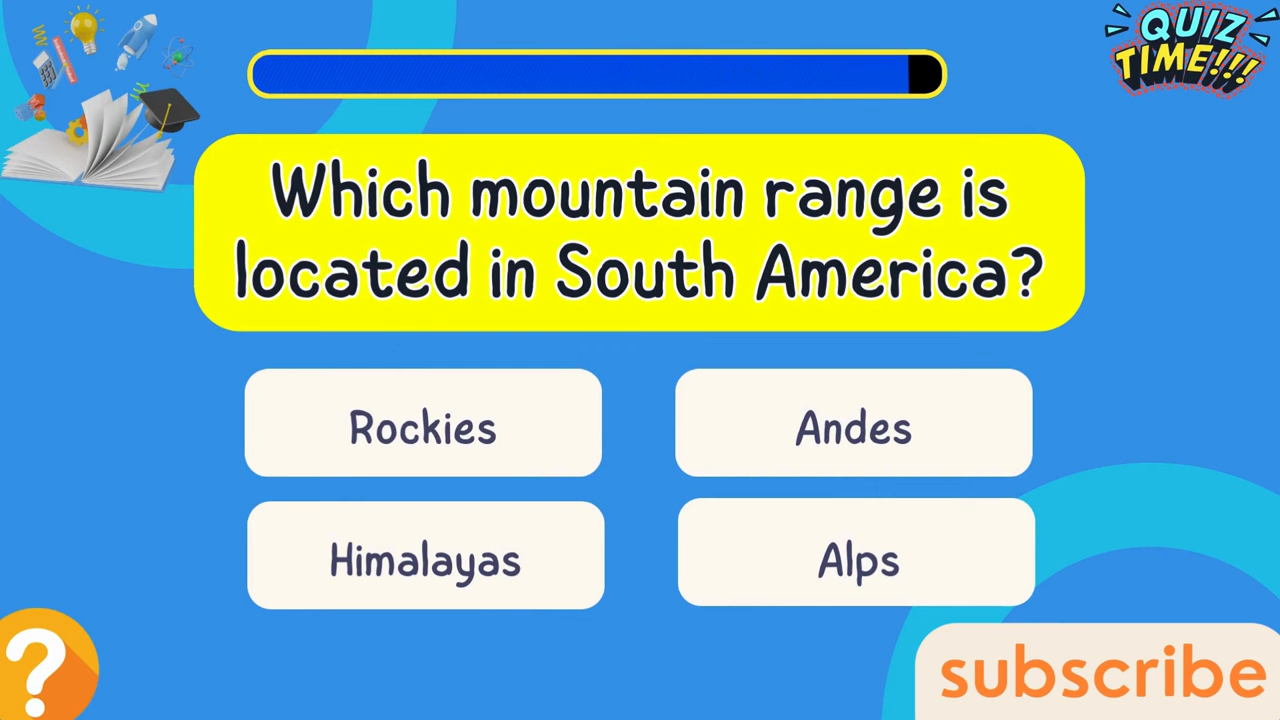 QUIZ
TIME!!!
Which mountain range is
located in South America?
Rockies
Andes
Himalayas
Alps
?
subscribe